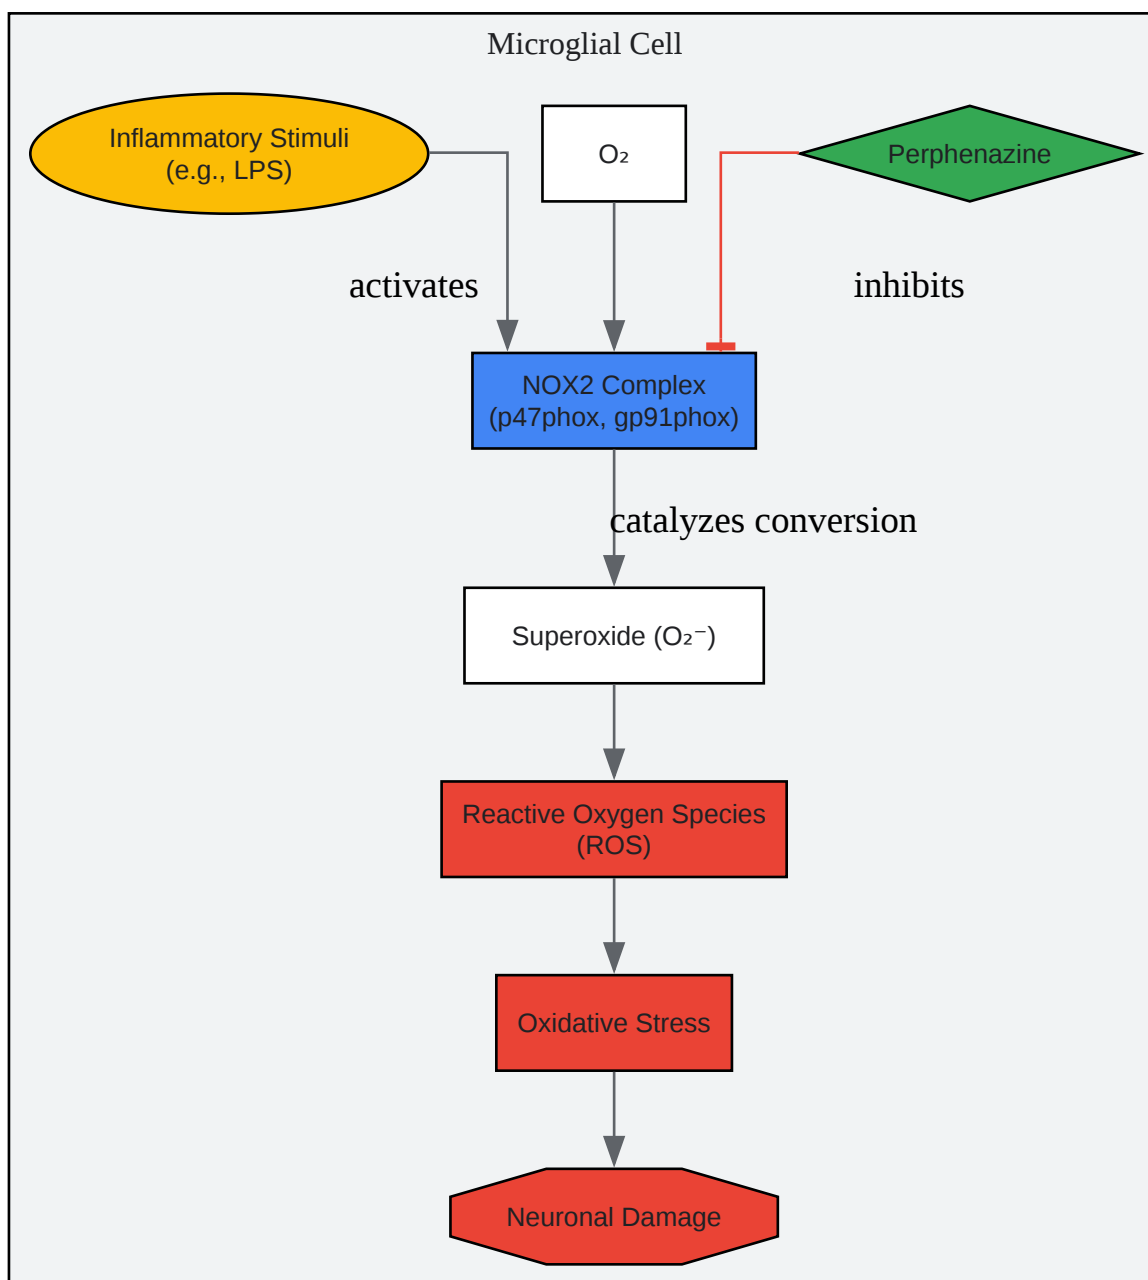 Microglial Cell
Inflammatory Stimuli
(e.g., LPS)
O₂
Perphenazine
activates
inhibits
NOX2 Complex
(p47phox, gp91phox)
catalyzes conversion
Superoxide (O₂⁻)
Reactive Oxygen Species
(ROS)
Oxidative Stress
Neuronal Damage